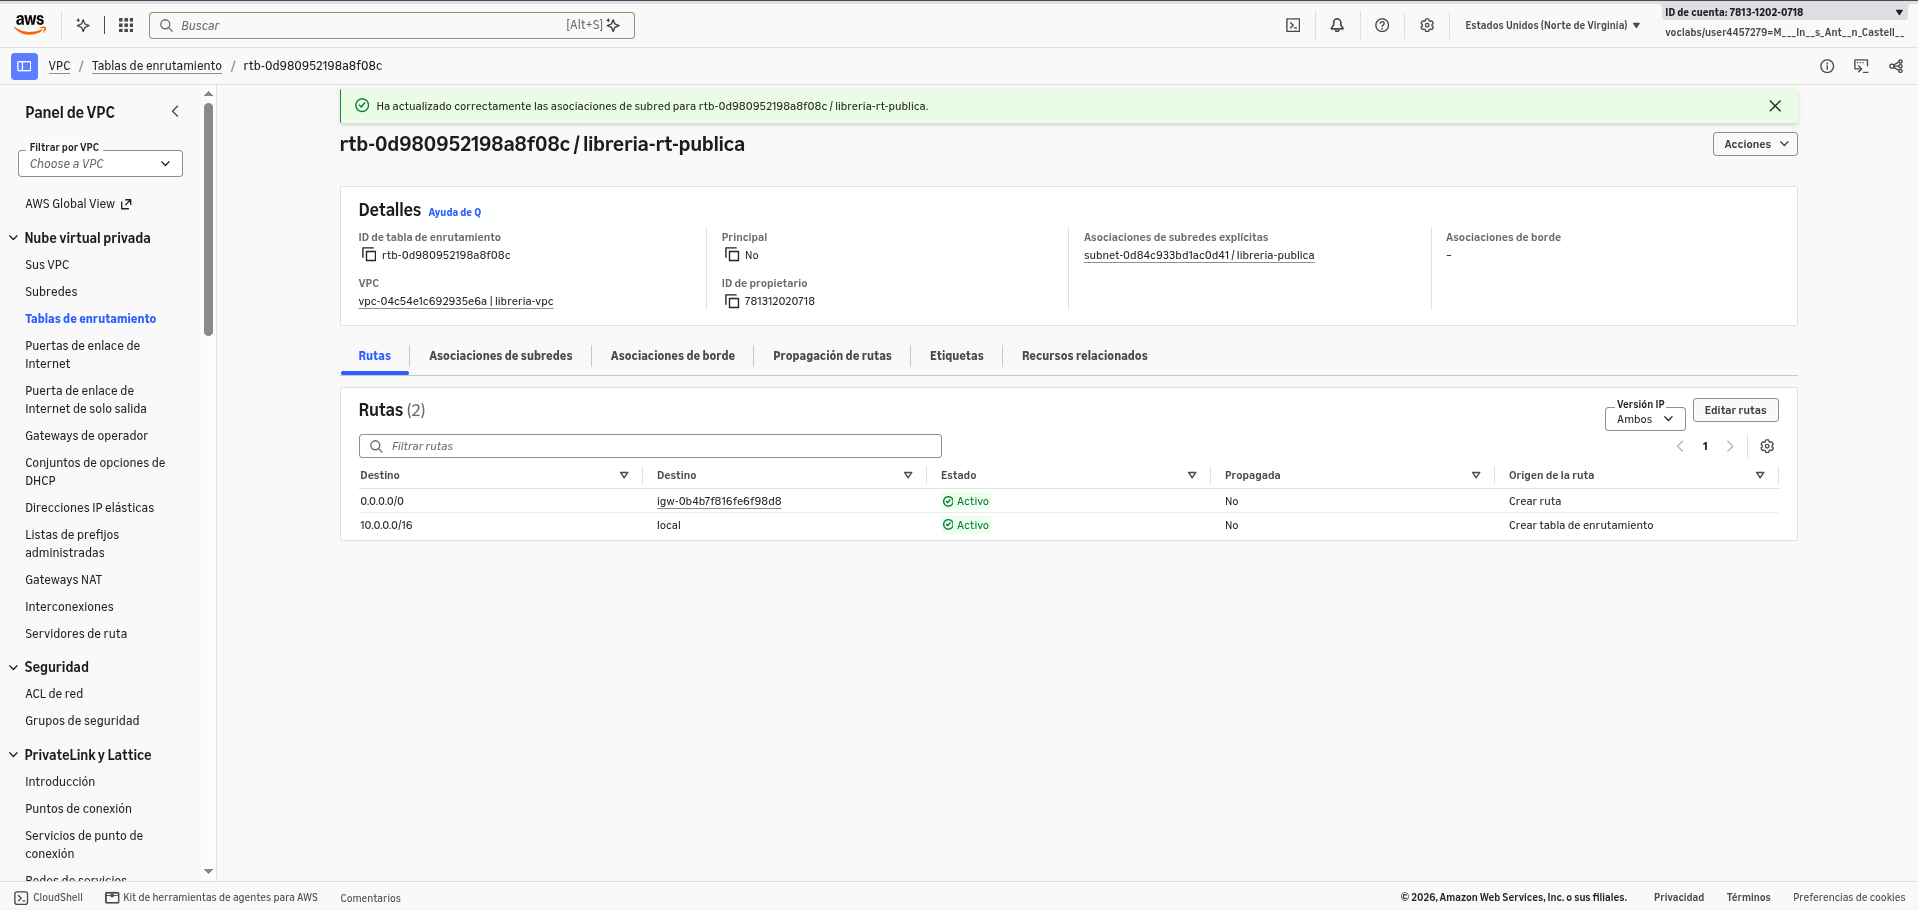 aws
Buscar
[Alt+S]
Estados Unidos (Norte de Virginia)
ID de cuenta: 7813-1202-0718
voclabs/user4457279=M___In__s_Ant__n_Castell__
VPC / Tablas de enrutamiento / rtb-0d980952198a8f08c
Panel de VPC
Filtrar por VPC
Choose a VPC
AWS Global View
Nube virtual privada
Sus VPC
Subredes
Tablas de enrutamiento
Puertas de enlace de
Internet
Puerta de enlace de
Internet de solo salida
Gateways de operador
Conjuntos de opciones de
DHCP
Direcciones IP elásticas
Listas de prefijos
administradas
Gateways NAT
Interconexiones
Servidores de ruta
Seguridad
ACL de red
Grupos de seguridad
PrivateLink y Lattice
Introducción
Puntos de conexión
Servicios de punto de
conexión
Redes de servicios
Ha actualizado correctamente las asociaciones de subred para rtb-0d980952198a8f08c / libreria-rt-publica.
rtb-0d980952198a8f08c / libreria-rt-publica
Acciones
Detalles Ayuda de Q
ID de tabla de enrutamiento
rtb-0d980952198a8f08c
Principal
No
Asociaciones de subredes explícitas
subnet-0d84c933bd1ac0d41 / libreria-publica
Asociaciones de borde
–
VPC
vpc-04c54e1c692935e6a | libreria-vpc
ID de propietario
781312020718
Rutas
Asociaciones de subredes
Asociaciones de borde
Propagación de rutas
Etiquetas
Recursos relacionados
Rutas (2)
Versión IP
Ambos
Editar rutas
Filtrar rutas
1
Destino Destino Estado Propagada Origen de la ruta
0.0.0.0/0 igw-0b4b7f816fe6f98d8 Activo No Crear ruta
10.0.0.0/16 local Activo No Crear tabla de enrutamiento
CloudShell
Kit de herramientas de agentes para AWS
Comentarios
© 2026, Amazon Web Services, Inc. o sus filiales.
Privacidad
Términos
Preferencias de cookies